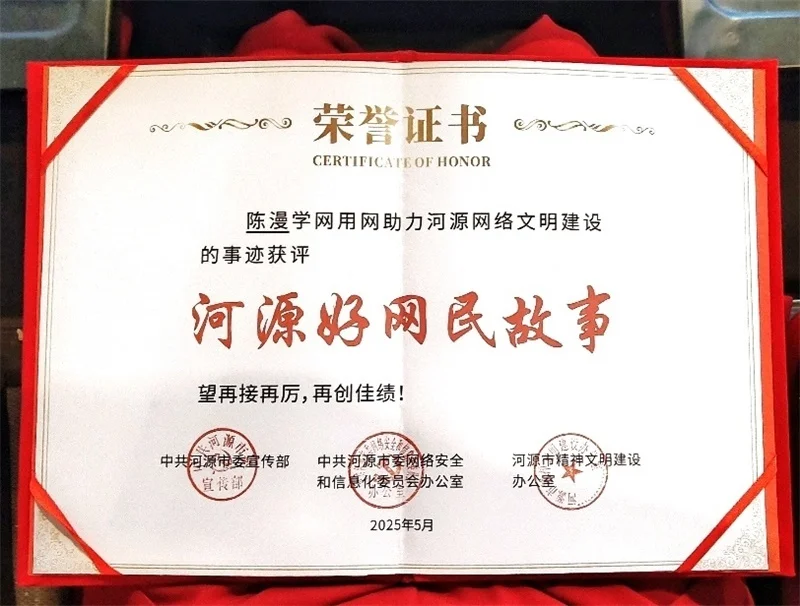 荣誉证书
CERTIFICATE OF HONOR
陈漫学网用网助力河源网络文明建设
的事迹获评
河源好网民故事
望再接再厉，再创佳绩！
中共河源市委宣传部
中共河源市委网络安全
和信息化委员会办公室
河源市精神文明建设
办公室
2025年5月